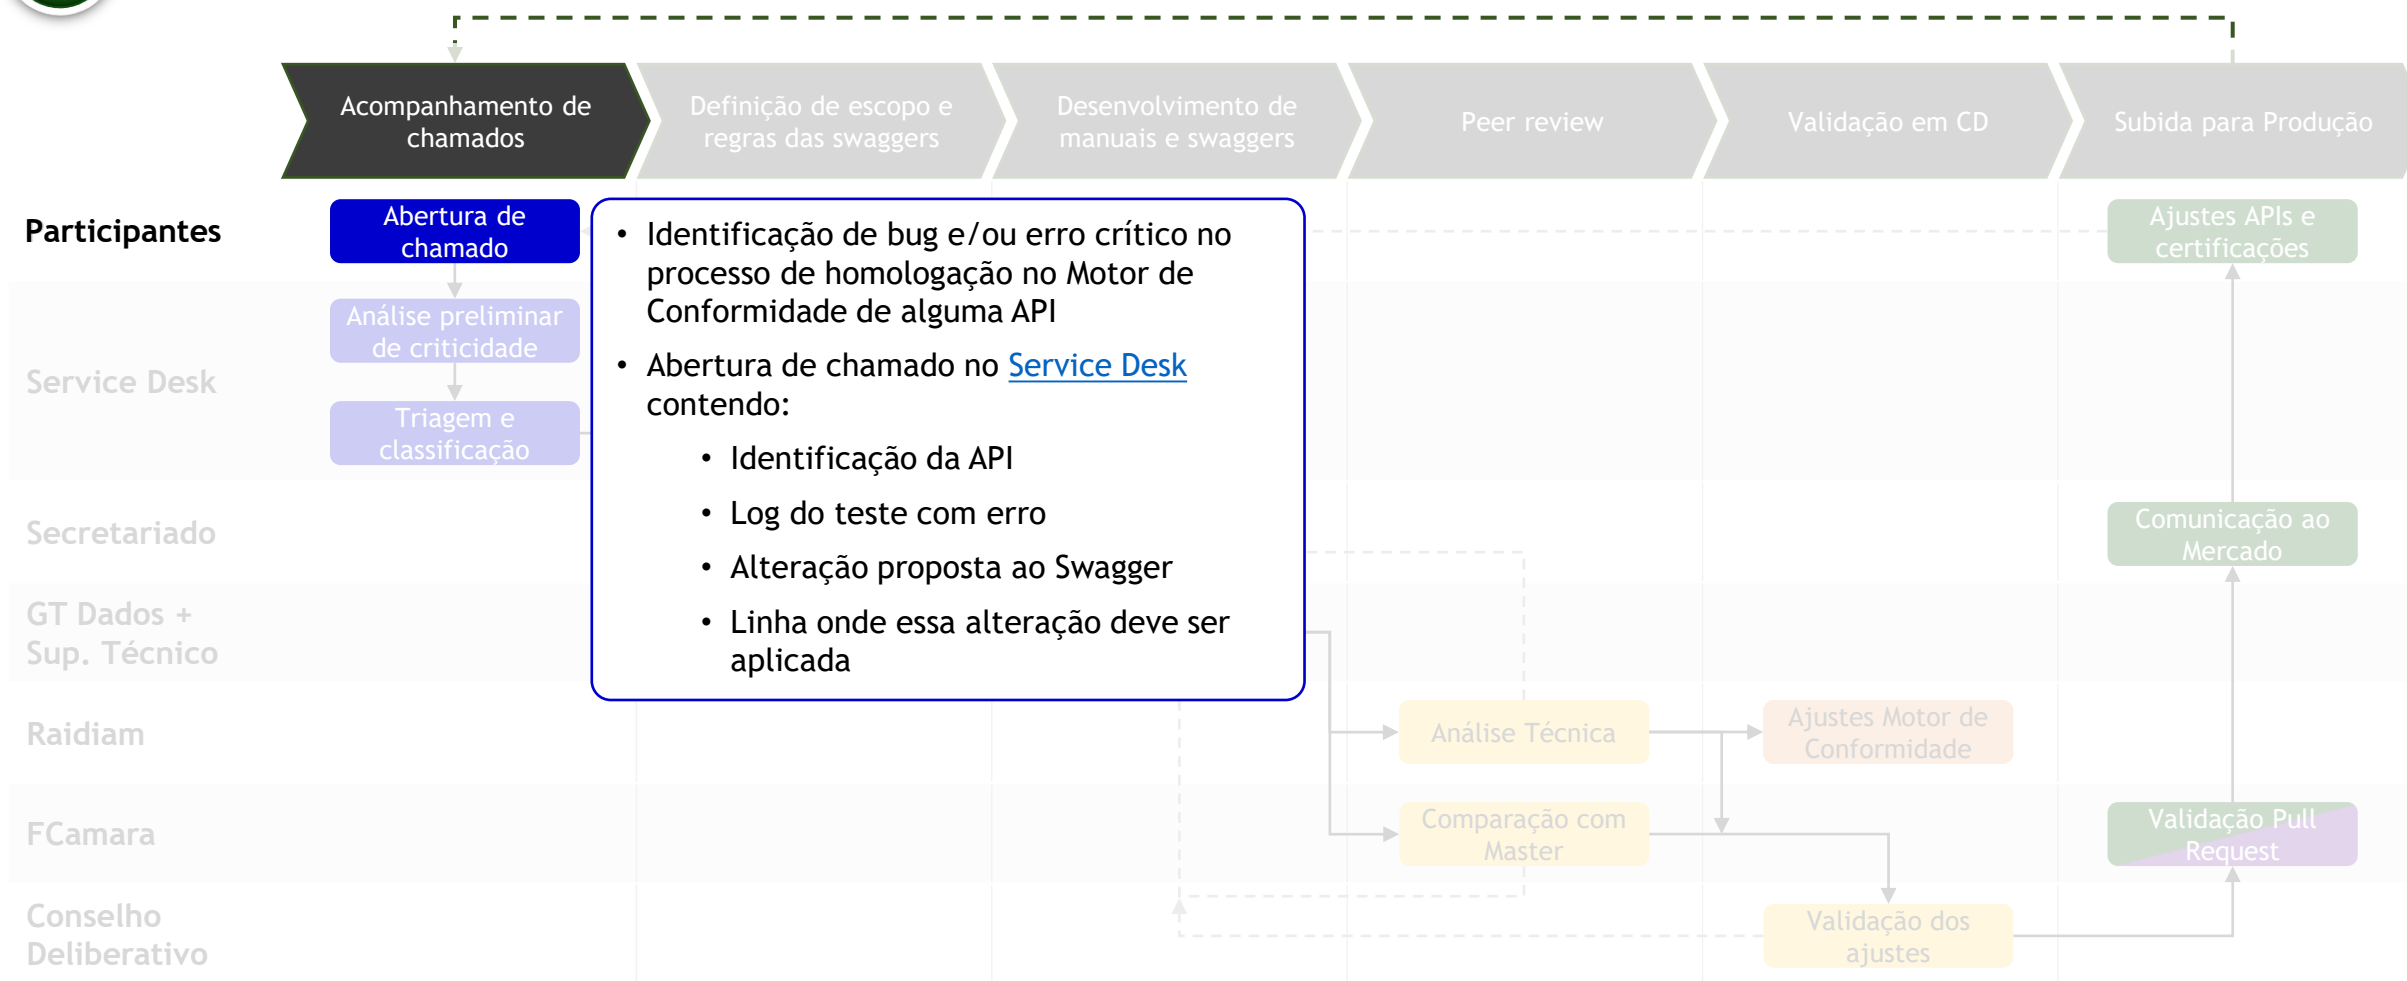 Acompanhamento de
chamados
Definição de escopo e
regras das swaggers
Desenvolvimento de
manuais e swaggers
Peer review
Validação em CD
Subida para Produção
Participantes
Abertura de
chamado
• Identificação de bug e/ou erro crítico no
processo de homologação no Motor de
Conformidade de alguma API
• Abertura de chamado no Service Desk
contendo:
• Identificação da API
• Log do teste com erro
• Alteração proposta ao Swagger
• Linha onde essa alteração deve ser
aplicada
Ajustes APIs e
certificações
Service Desk
Análise preliminar
de criticidade
Triagem e
classificação
Secretariado
Comunicação ao
Mercado
GT Dados +
Sup. Técnico
Raidiam
Análise Técnica
Ajustes Motor de
Conformidade
FCamara
Comparação com
Master
Validação Pull
Request
Conselho
Deliberativo
Validação dos
ajustes